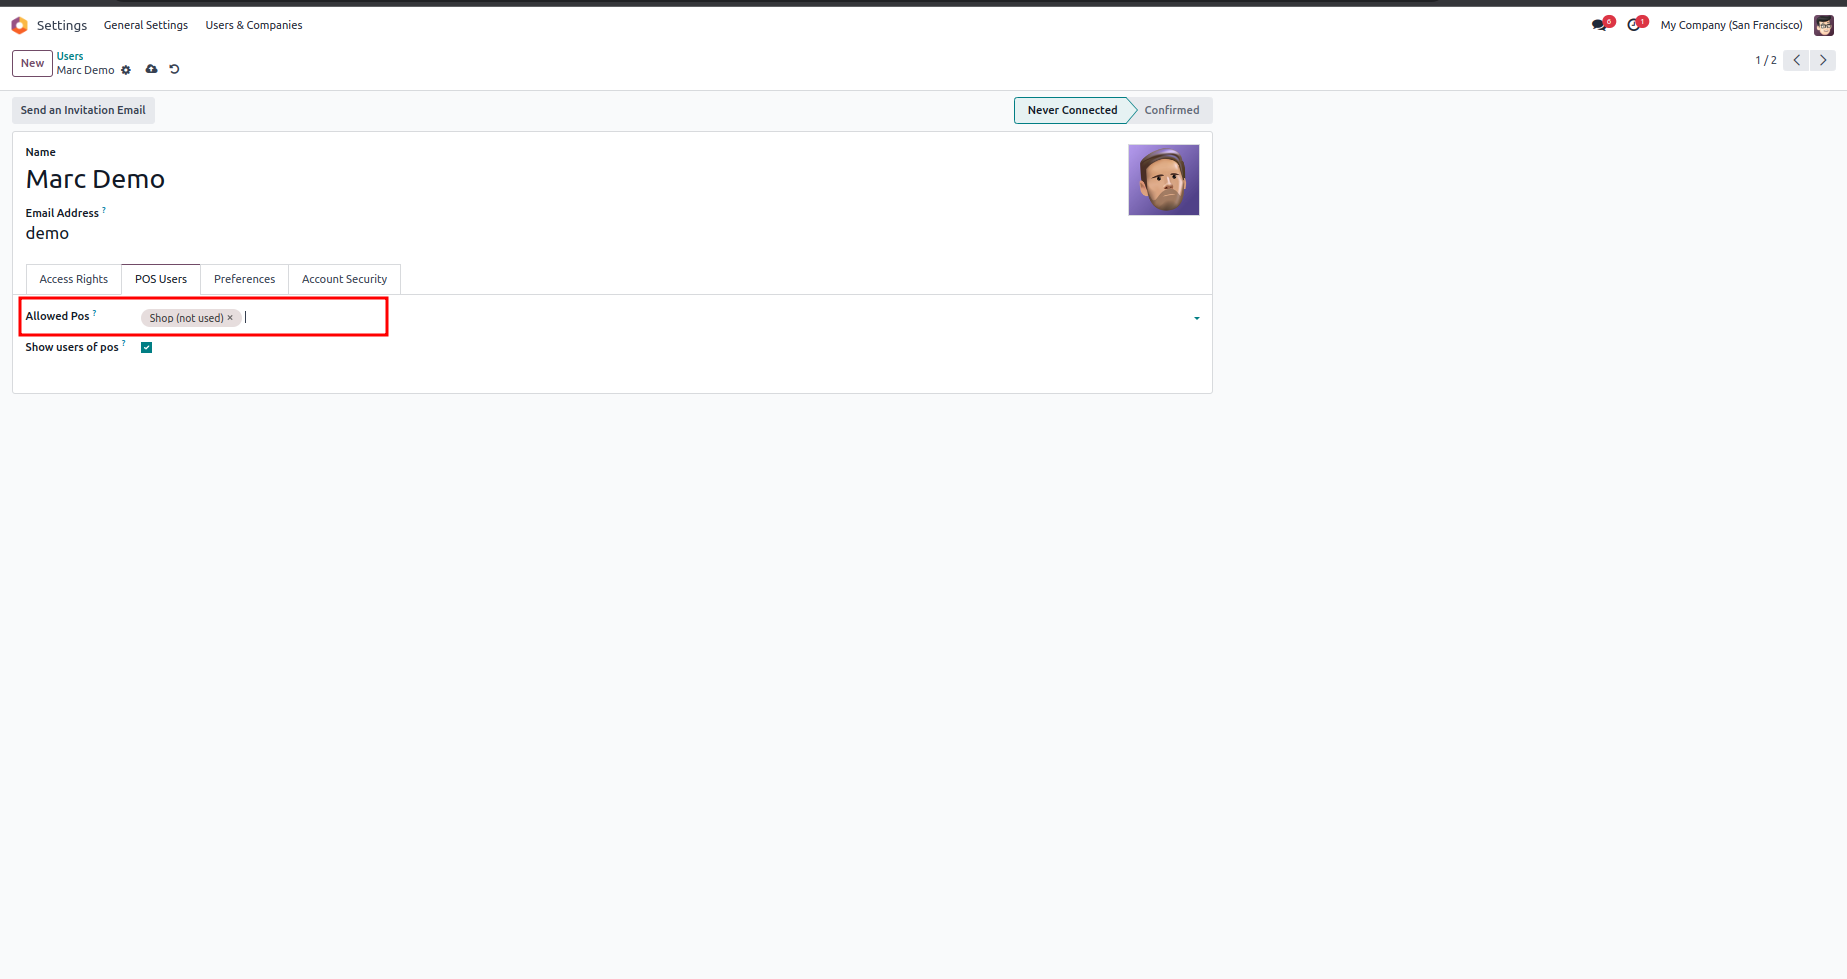 Settings General Settings Users & Companies 6 1 My Company (San Francisco)
New Users
Marc Demo 1 / 2
Send an Invitation Email Never Connected Confirmed
Name
Marc Demo
Email Address ?
demo
Access Rights POS Users Preferences Account Security
Allowed Pos ? Shop (not used) ×
Show users of pos ?